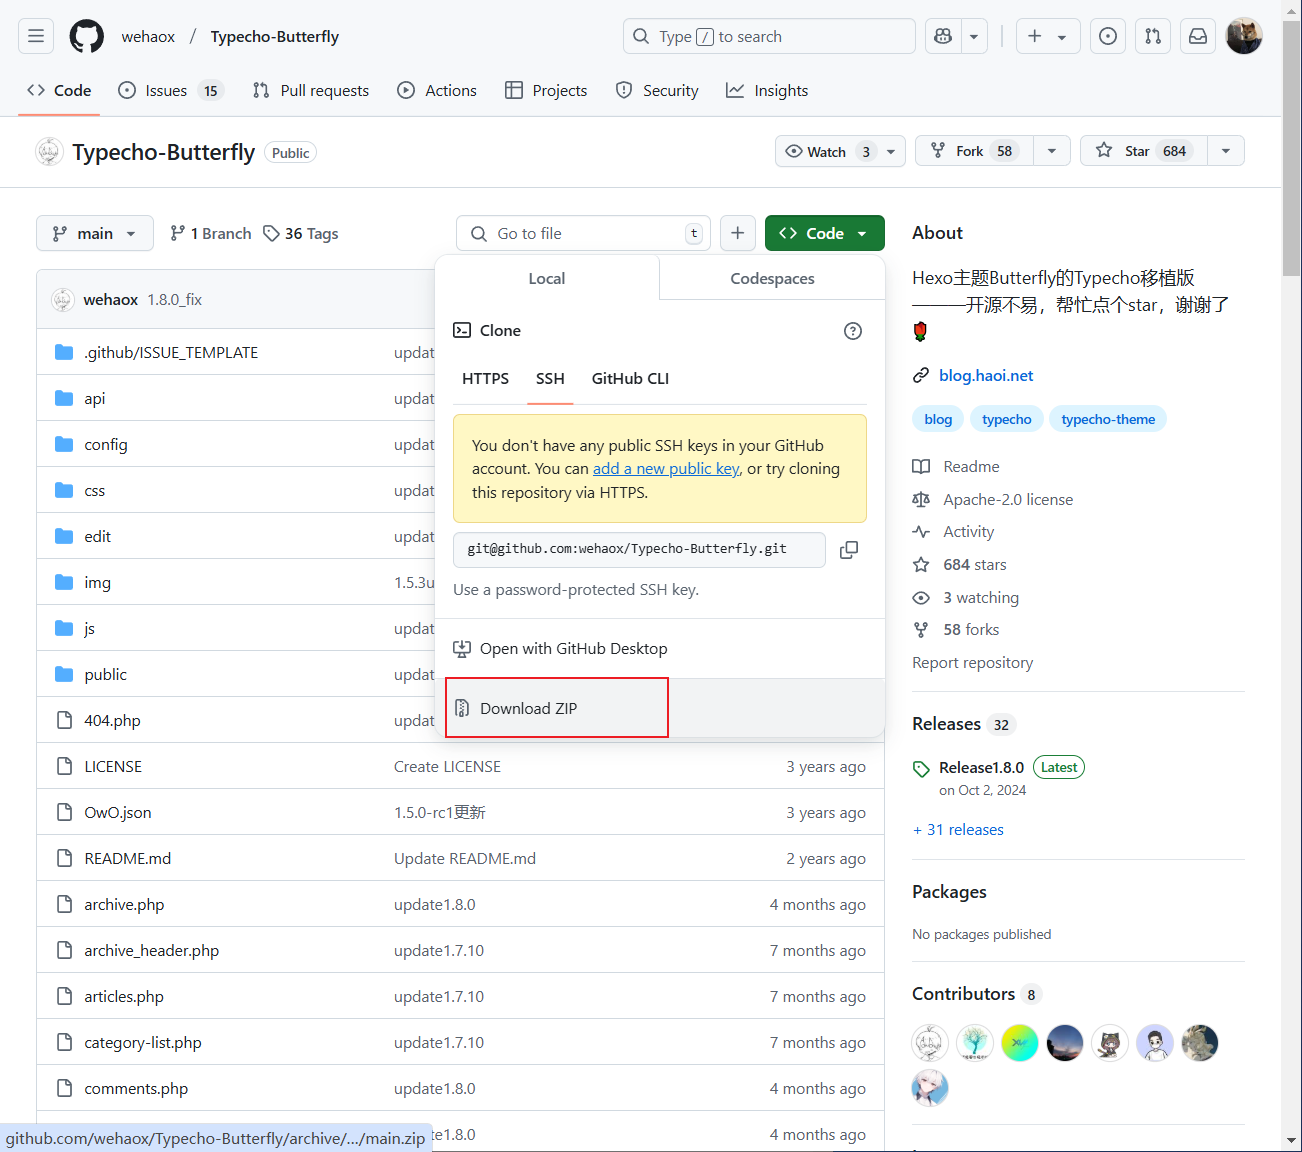 wehaox / Typecho-Butterfly
Type / to search
Code Issues 15 Pull requests Actions Projects Security Insights
Typecho-Butterfly Public
Watch 3 Fork 58 Star 684
main 1 Branch 36 Tags
Go to file t
Code
Local Codespaces
Clone
HTTPS SSH GitHub CLI
You don't have any public SSH keys in your GitHub
account. You can add a new public key, or try cloning
this repository via HTTPS.
git@github.com:wehaox/Typecho-Butterfly.git
Use a password-protected SSH key.
Open with GitHub Desktop
Download ZIP
wehaox 1.8.0_fix
.github/ISSUE_TEMPLATE updat
api updat
config updat
css updat
edit updat
img 1.5.3u
js updat
public updat
404.php updat
LICENSE Create LICENSE 3 years ago
OwO.json 1.5.0-rc1更新 3 years ago
README.md Update README.md 2 years ago
archive.php update1.8.0 4 months ago
archive_header.php update1.7.10 7 months ago
articles.php update1.7.10 7 months ago
category-list.php update1.7.10 7 months ago
comments.php update1.8.0 4 months ago
te1.8.0 4 months ago
github.com/wehaox/Typecho-Butterfly/archive/.../main.zip
About
Hexo主题Butterfly的Typecho移植版
———开源不易，帮忙点个star，谢谢了
🌹
blog.haoi.net
blog typecho typecho-theme
Readme
Apache-2.0 license
Activity
684 stars
3 watching
58 forks
Report repository
Releases 32
Release1.8.0 Latest
on Oct 2, 2024
+ 31 releases
Packages
No packages published
Contributors 8